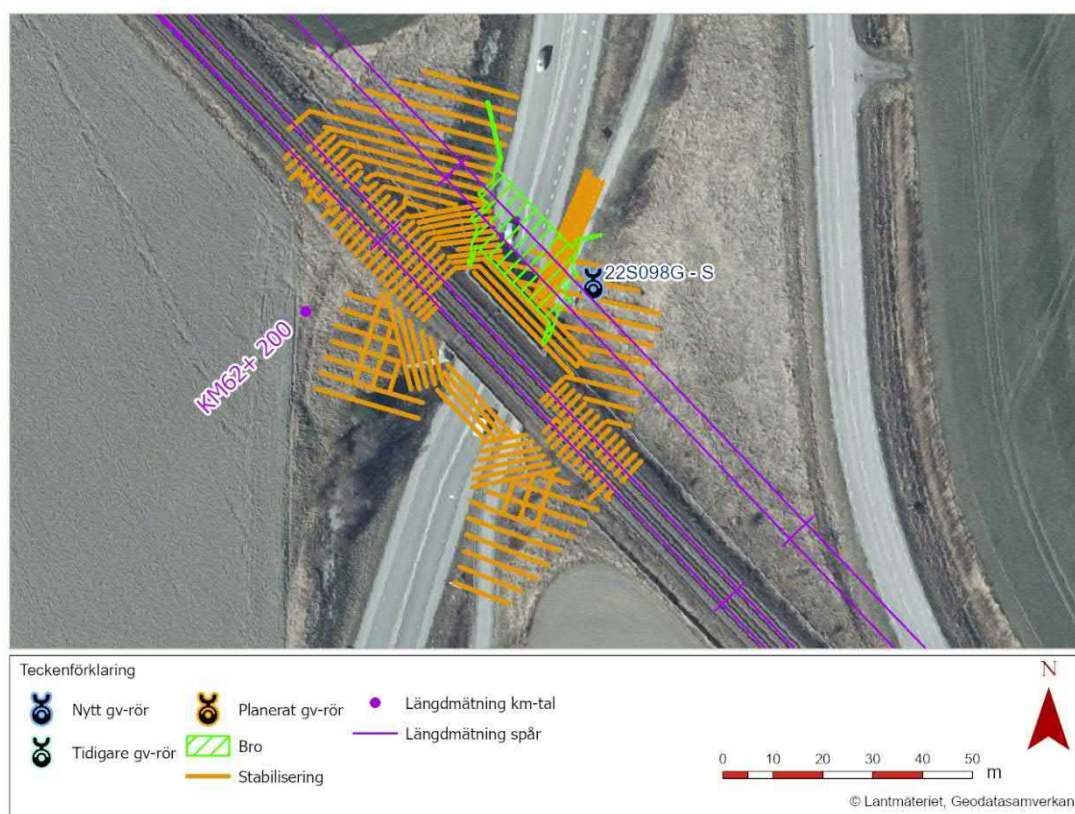 22S098G - S
KM62+ 200
Teckenförklaring
Nytt gv-rör
Planerat gv-rör
Längdmätning km-tal
Tidigare gv-rör
Bro
Längdmätning spår
Stabilisering
N
0 10 20 30 40 50
m
© Lantmäteriet, Geodatasamverkan